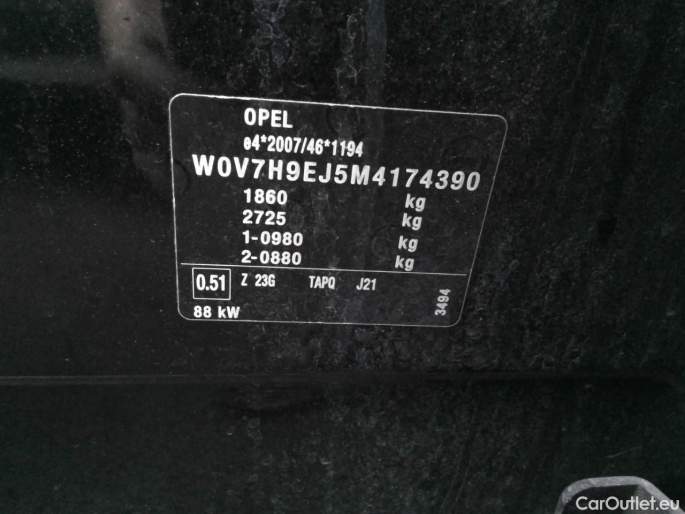 OPEL
e4*2007/46*1194
W0V7H9EJ5M4174390
1860 kg
2725 kg
1-0980 kg
2-0880 kg
0.51 Z 23G TAPQ J21
88 kW
3494
CarOutlet.eu